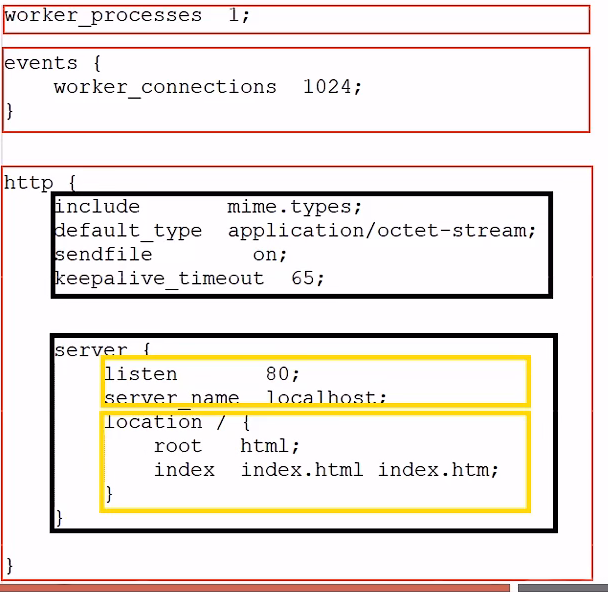 worker_processes  1;
events {
    worker_connections  1024;
}
http {
    include       mime.types;
    default_type  application/octet-stream;
    sendfile        on;
    keepalive_timeout  65;
    server {
        listen       80;
        server_name  localhost;
        location / {
            root   html;
            index  index.html index.htm;
        }
    }
}